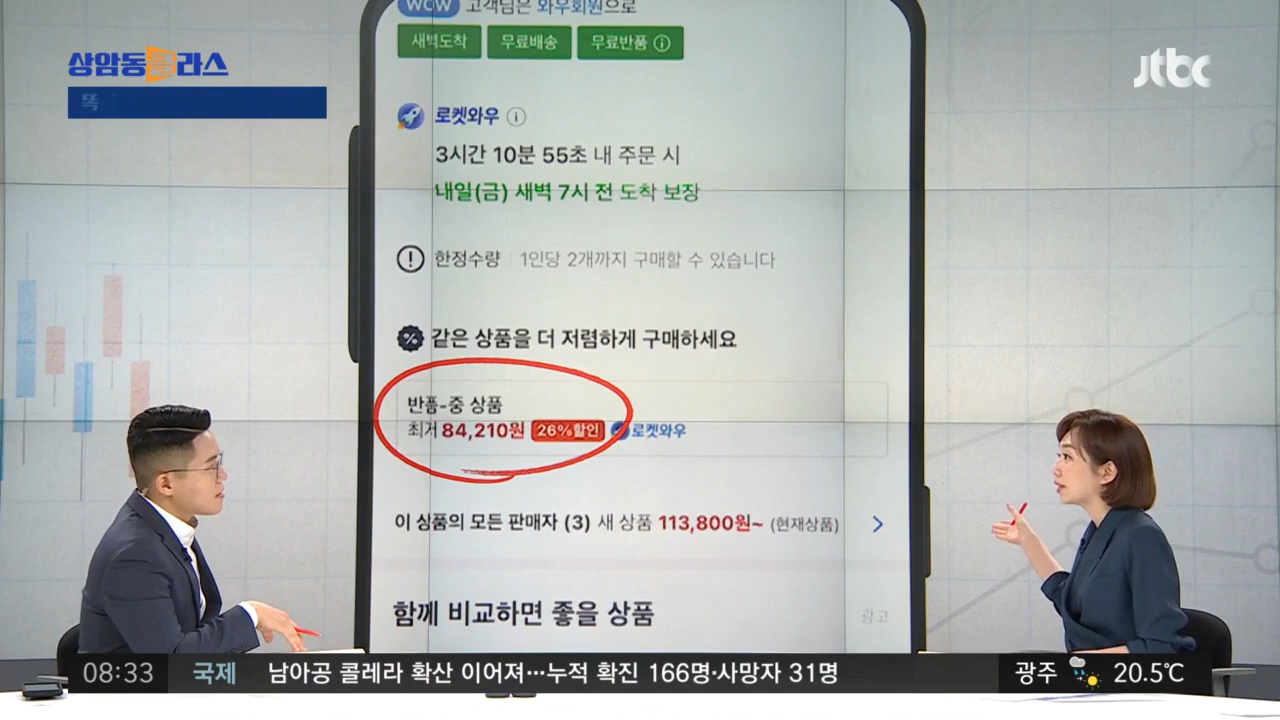 wow 고객님은 와우회원으로
새벽도착 무료배송 무료반품
상암동클라스
jtbc
똑
로켓와우
3시간 10분 55초 내 주문 시
내일(금) 새벽 7시 전 도착 보장
한정수량 1인당 2개까지 구매할 수 있습니다
같은 상품을 더 저렴하게 구매하세요
반품-중 상품
최저 84,210원 26%할인 로켓와우
이 상품의 모든 판매자 (3) 새 상품 113,800원~ (현재상품)
함께 비교하면 좋을 상품 광고
08:33 국제 남아공 콜레라 확산 이어져…누적 확진 166명·사망자 31명 광주 20.5℃